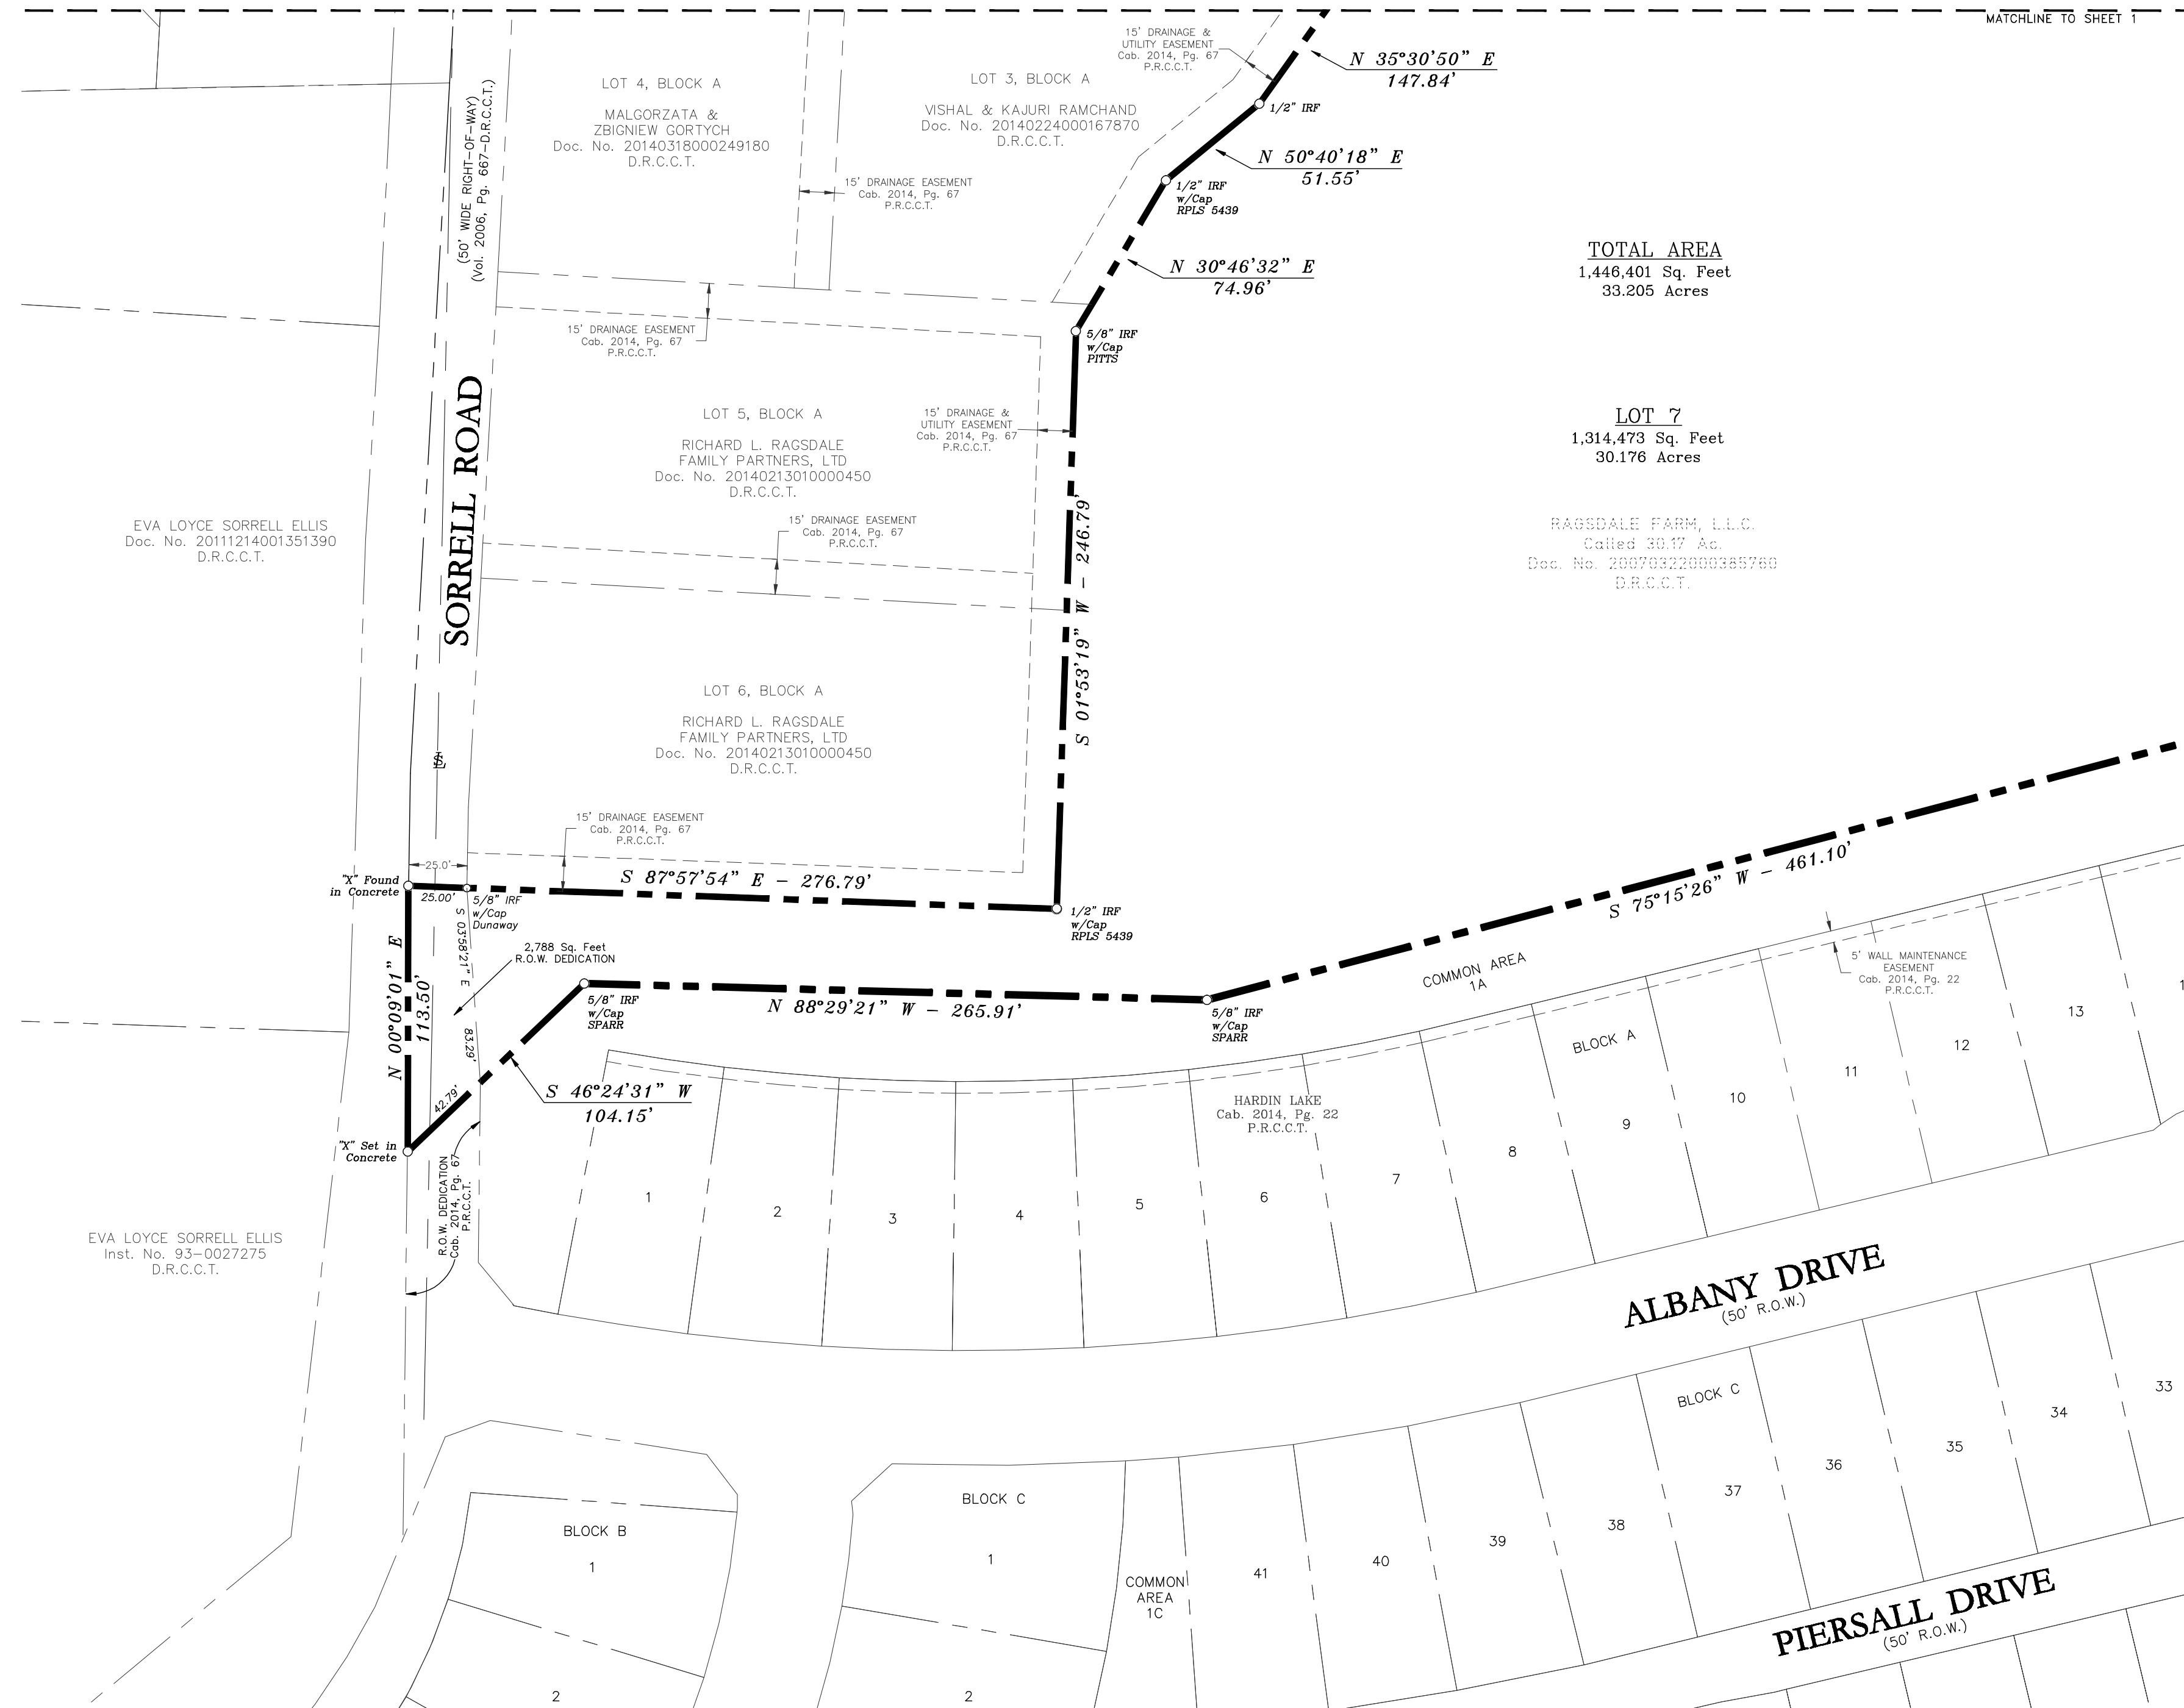 MATCHLINE TO SHEET 1
15' DRAINAGE &
UTILITY EASEMENT
Cab. 2014, Pg. 67
P.R.C.C.T.
N 35°30'50" E
147.84'
1/2" IRF
N 50°40'18" E
51.55'
1/2" IRF
w/Cap
RPLS 5439
N 30°46'32" E
74.96'
5/8" IRF
w/Cap
PITTS
LOT 4, BLOCK A
MALGORZATA &
ZBIGNIEW GORTYCH
Doc. No. 20140318000249180
D.R.C.C.T.
LOT 3, BLOCK A
VISHAL & KAJURI RAMCHAND
Doc. No. 20140224000167870
D.R.C.C.T.
15' DRAINAGE EASEMENT
Cab. 2014, Pg. 67
P.R.C.C.T.
(50' WIDE RIGHT-OF-WAY)
(Vol. 2006, Pg. 667-D.R.C.C.T.)
SORRELL ROAD
TOTAL AREA
1,446,401 Sq. Feet
33.205 Acres
15' DRAINAGE EASEMENT
Cab. 2014, Pg. 67
P.R.C.C.T.
LOT 5, BLOCK A
RICHARD L. RAGSDALE
FAMILY PARTNERS, LTD
Doc. No. 20140213010000450
D.R.C.C.T.
15' DRAINAGE &
UTILITY EASEMENT
Cab. 2014, Pg. 67
P.R.C.C.T.
LOT 7
1,314,473 Sq. Feet
30.176 Acres
RAGSDALE FARM, L.L.C.
Called 30.17 Ac.
Doc. No. 20070322000385760
D.R.C.C.T.
15' DRAINAGE EASEMENT
Cab. 2014, Pg. 67
P.R.C.C.T.
S 01°53'19" W - 246.79'
EVA LOYCE SORRELL ELLIS
Doc. No. 20111214001351390
D.R.C.C.T.
LOT 6, BLOCK A
RICHARD L. RAGSDALE
FAMILY PARTNERS, LTD
Doc. No. 20140213010000450
D.R.C.C.T.
15' DRAINAGE EASEMENT
Cab. 2014, Pg. 67
P.R.C.C.T.
25.0'
"X" Found
in Concrete
25.00'
5/8" IRF
w/Cap
Dunaway
S 87°57'54" E - 276.79'
1/2" IRF
w/Cap
RPLS 5439
S 75°15'26" W - 461.10'
S 03°58'21" E
83.29'
2,788 Sq. Feet
R.O.W. DEDICATION
N 00°09'01" E
113.50'
5/8" IRF
w/Cap
SPARR
N 88°29'21" W - 265.91'
5/8" IRF
w/Cap
SPARR
COMMON AREA
1A
5' WALL MAINTENANCE
EASEMENT
Cab. 2014, Pg. 22
P.R.C.C.T.
42.79'
S 46°24'31" W
104.15'
"X" Set in
Concrete
R.O.W. DEDICATION
Cab. 2014, Pg. 67
P.R.C.C.T.
HARDIN LAKE
Cab. 2014, Pg. 22
P.R.C.C.T.
BLOCK A
1
2
3
4
5
6
7
8
9
10
11
12
13
EVA LOYCE SORRELL ELLIS
Inst. No. 93-0027275
D.R.C.C.T.
ALBANY DRIVE
(50' R.O.W.)
BLOCK C
33
34
35
36
37
38
39
40
41
COMMON
AREA
1C
BLOCK B
1
2
BLOCK C
1
2
PIERSALL DRIVE
(50' R.O.W.)